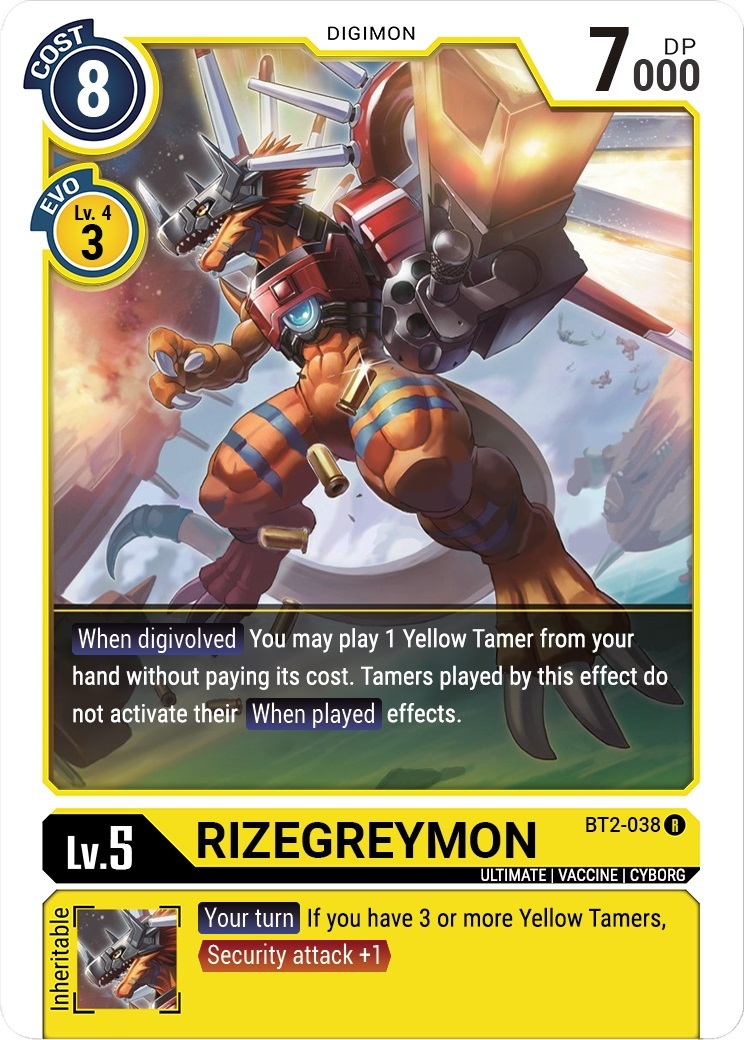 DIGIMON
COST
8
7000
DP
EVO
Lv. 4
3
When digivolved You may play 1 Yellow Tamer from your
hand without paying its cost. Tamers played by this effect do
not activate their When played effects.
Lv.5
RIZEGREYMON
BT2-038 R
ULTIMATE | VACCINE | CYBORG
Inheritable
Your turn If you have 3 or more Yellow Tamers,
Security attack +1